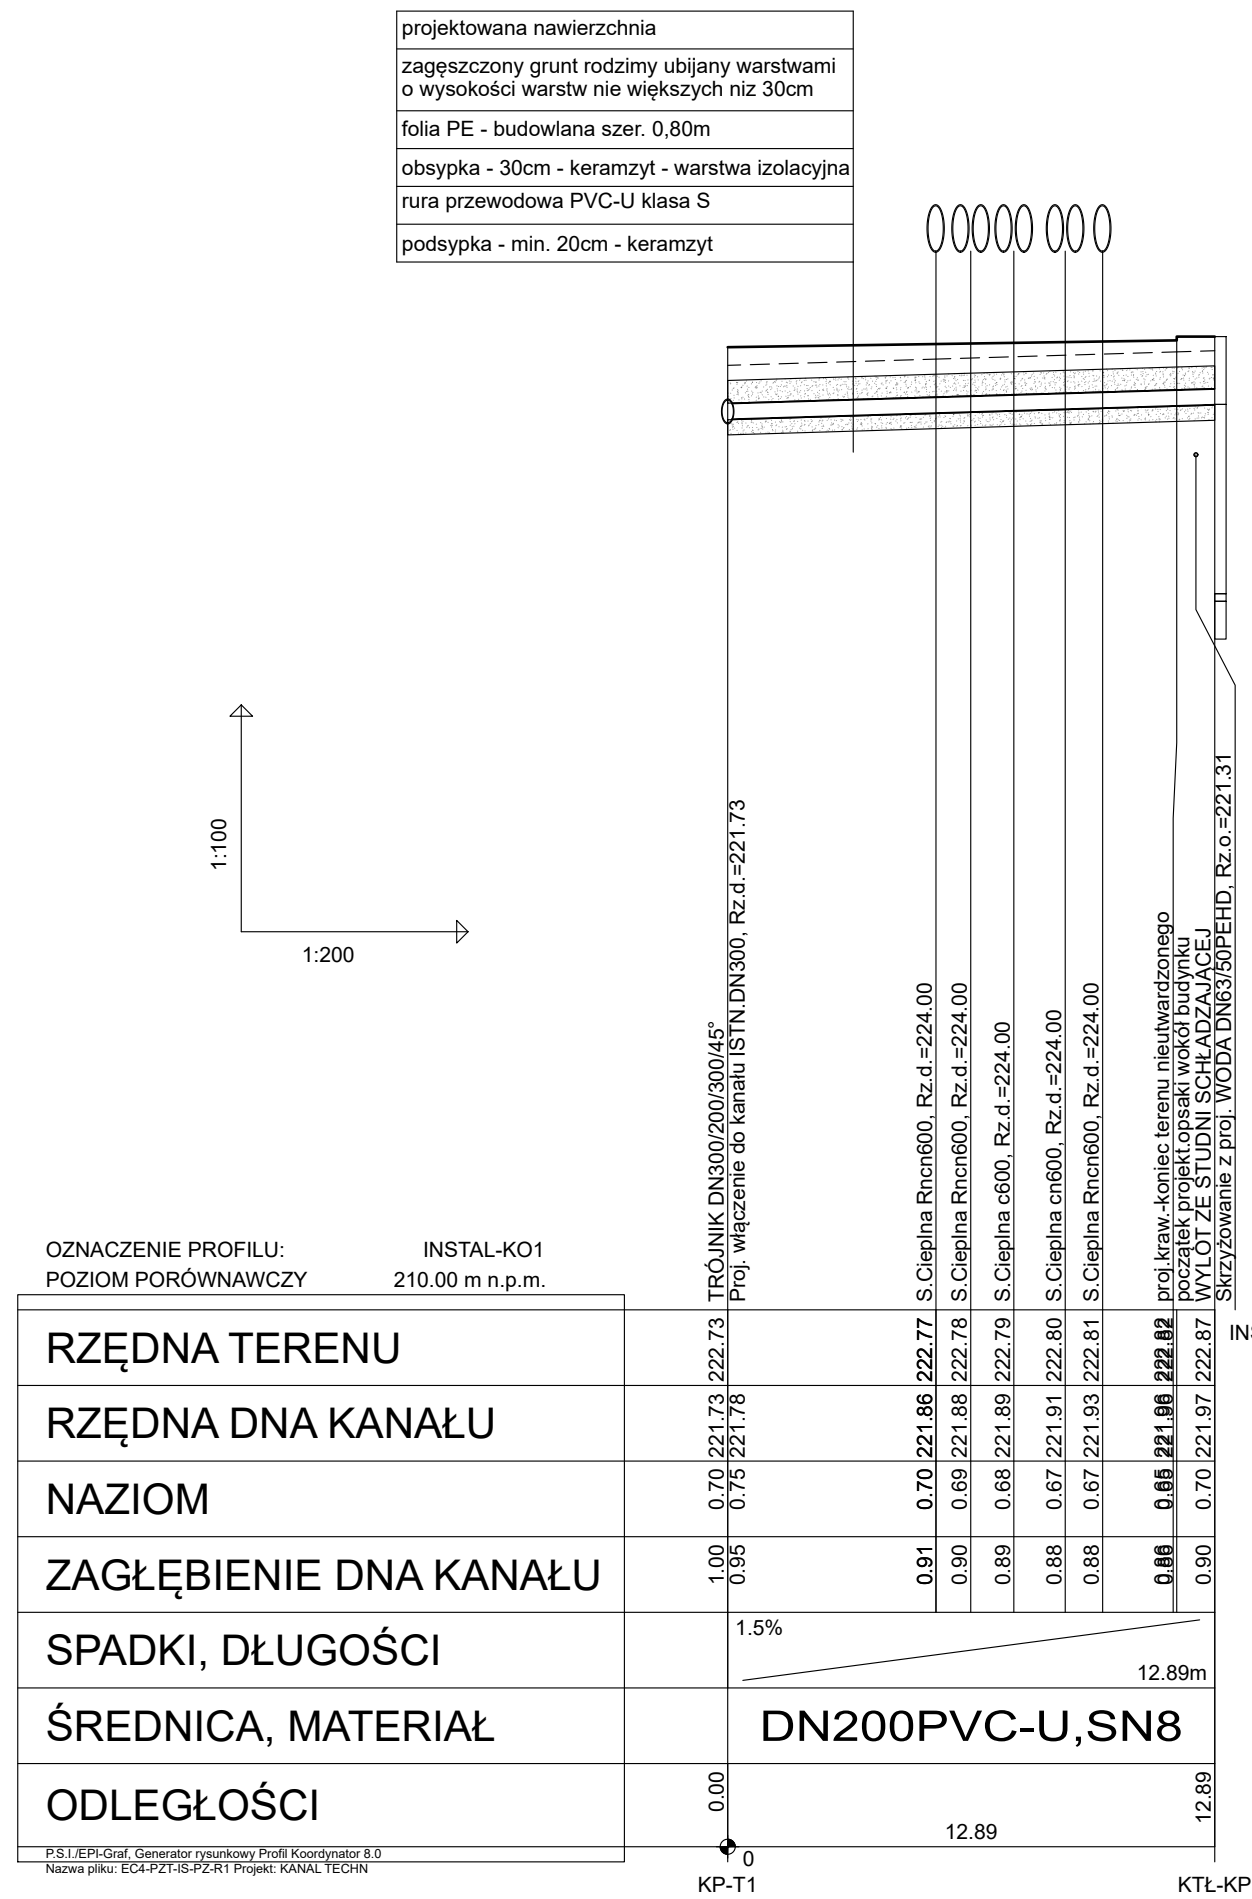 projektowana nawierzchnia
zagęszczony grunt rodzimy ubijany warstwami
o wysokości warstw nie większych niz 30cm
folia PE - budowlana szer. 0,80m
obsypka - 30cm - keramzyt - warstwa izolacyjna
rura przewodowa PVC-U klasa S
podsypka - min. 20cm - keramzyt
1:100
1:200
TRÓJNIK DN300/200/300/45°
Proj. włączenie do kanału ISTN.DN300, Rz.d.=221.73
S.Cieplna Rncn600, Rz.d.=224.00
S.Cieplna Rncn600, Rz.d.=224.00
S.Cieplna c600, Rz.d.=224.00
S.Cieplna cn600, Rz.d.=224.00
S.Cieplna Rncn600, Rz.d.=224.00
proj.kraw.-koniec terenu nieutwardzonego
początek projekt.opsaki wokół budynku
WYLOT ZE STUDNI SCHŁADZAJĄCEJ
Skrzyżowanie z proj. WODA DN63/50PEHD, Rz.o.=221.31
OZNACZENIE PROFILU: INSTAL-KO1
POZIOM PORÓWNAWCZY 210.00 m n.p.m.
RZĘDNA TERENU 222.73 222.77 222.78 222.79 222.80 222.81 222.82 222.87
INS
RZĘDNA DNA KANAŁU 221.73 221.78 221.86 221.88 221.89 221.91 221.93 221.96 221.97
NAZIOM 0.70 0.75 0.70 0.69 0.68 0.67 0.67 0.65 0.70
ZAGŁĘBIENIE DNA KANAŁU 1.00 0.95 0.91 0.90 0.89 0.88 0.88 0.86 0.90
SPADKI, DŁUGOŚCI 1.5% 12.89m
ŚREDNICA, MATERIAŁ DN200PVC-U,SN8
ODLEGŁOŚCI 0.00 12.89 12.89
P.S.I./EPI-Graf, Generator rysunkowy Profil Koordynator 8.0
Nazwa pliku: EC4-PZT-IS-PZ-R1 Projekt: KANAL TECHN
0
KP-T1 KTŁ-KP